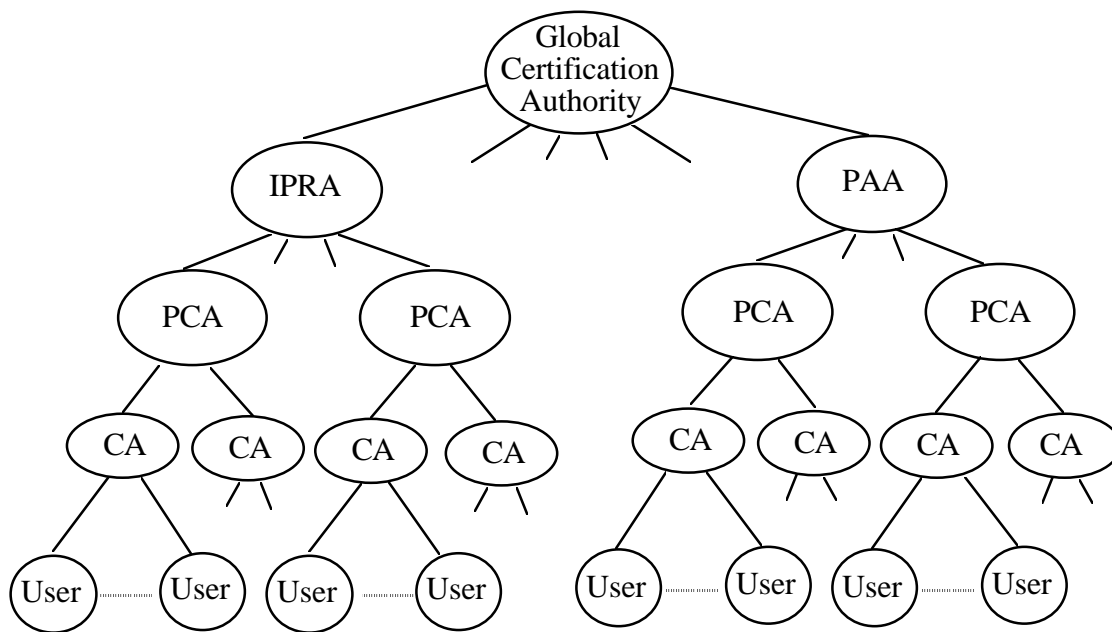 Global
Certification
Authority
IPRA
PAA
PCA
PCA
PCA
PCA
CA
CA
CA
CA
CA
CA
CA
CA
User
User
User
User
User
User
User
User